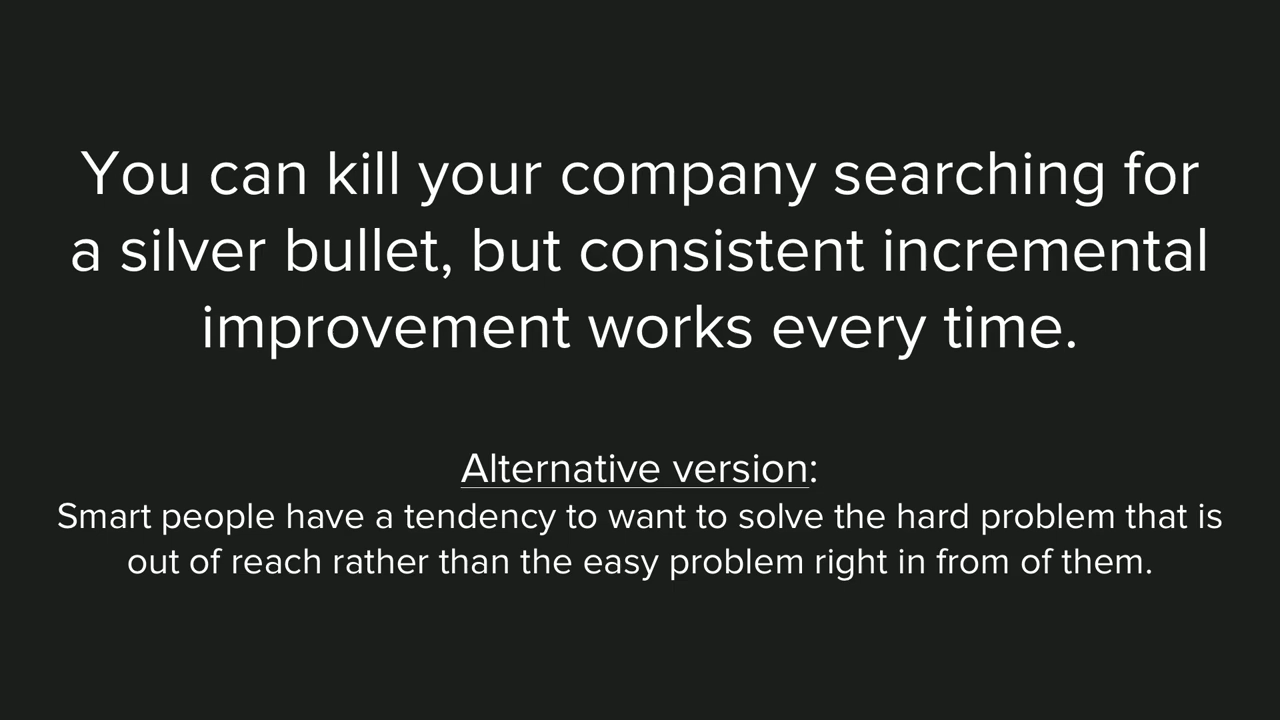 You can kill your company searching for
a silver bullet, but consistent incremental
improvement works every time.
Alternative version:
Smart people have a tendency to want to solve the hard problem that is
out of reach rather than the easy problem right in from of them.